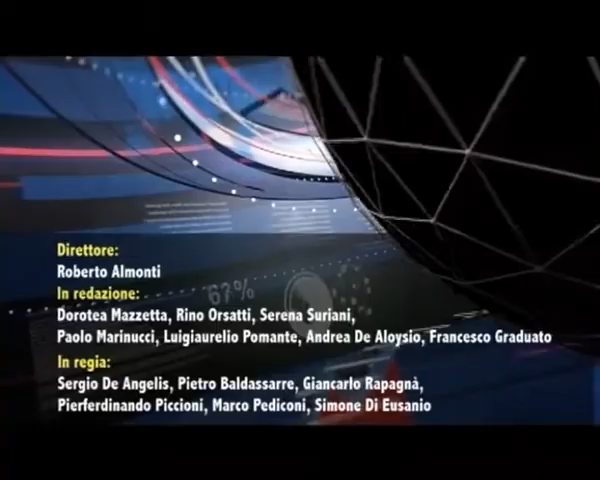 67%
Direttore:
Roberto Almonti
In redazione:
Dorotea Mazzetta, Rino Orsatti, Serena Suriani,
Paolo Marinucci, Luigiaurelio Pomante, Andrea De Aloysio, Francesco Graduato
In regia:
Sergio De Angelis, Pietro Baldassarre, Giancarlo Rapagnà,
Pierferdinando Piccioni, Marco Pediconi, Simone Di Eusanio